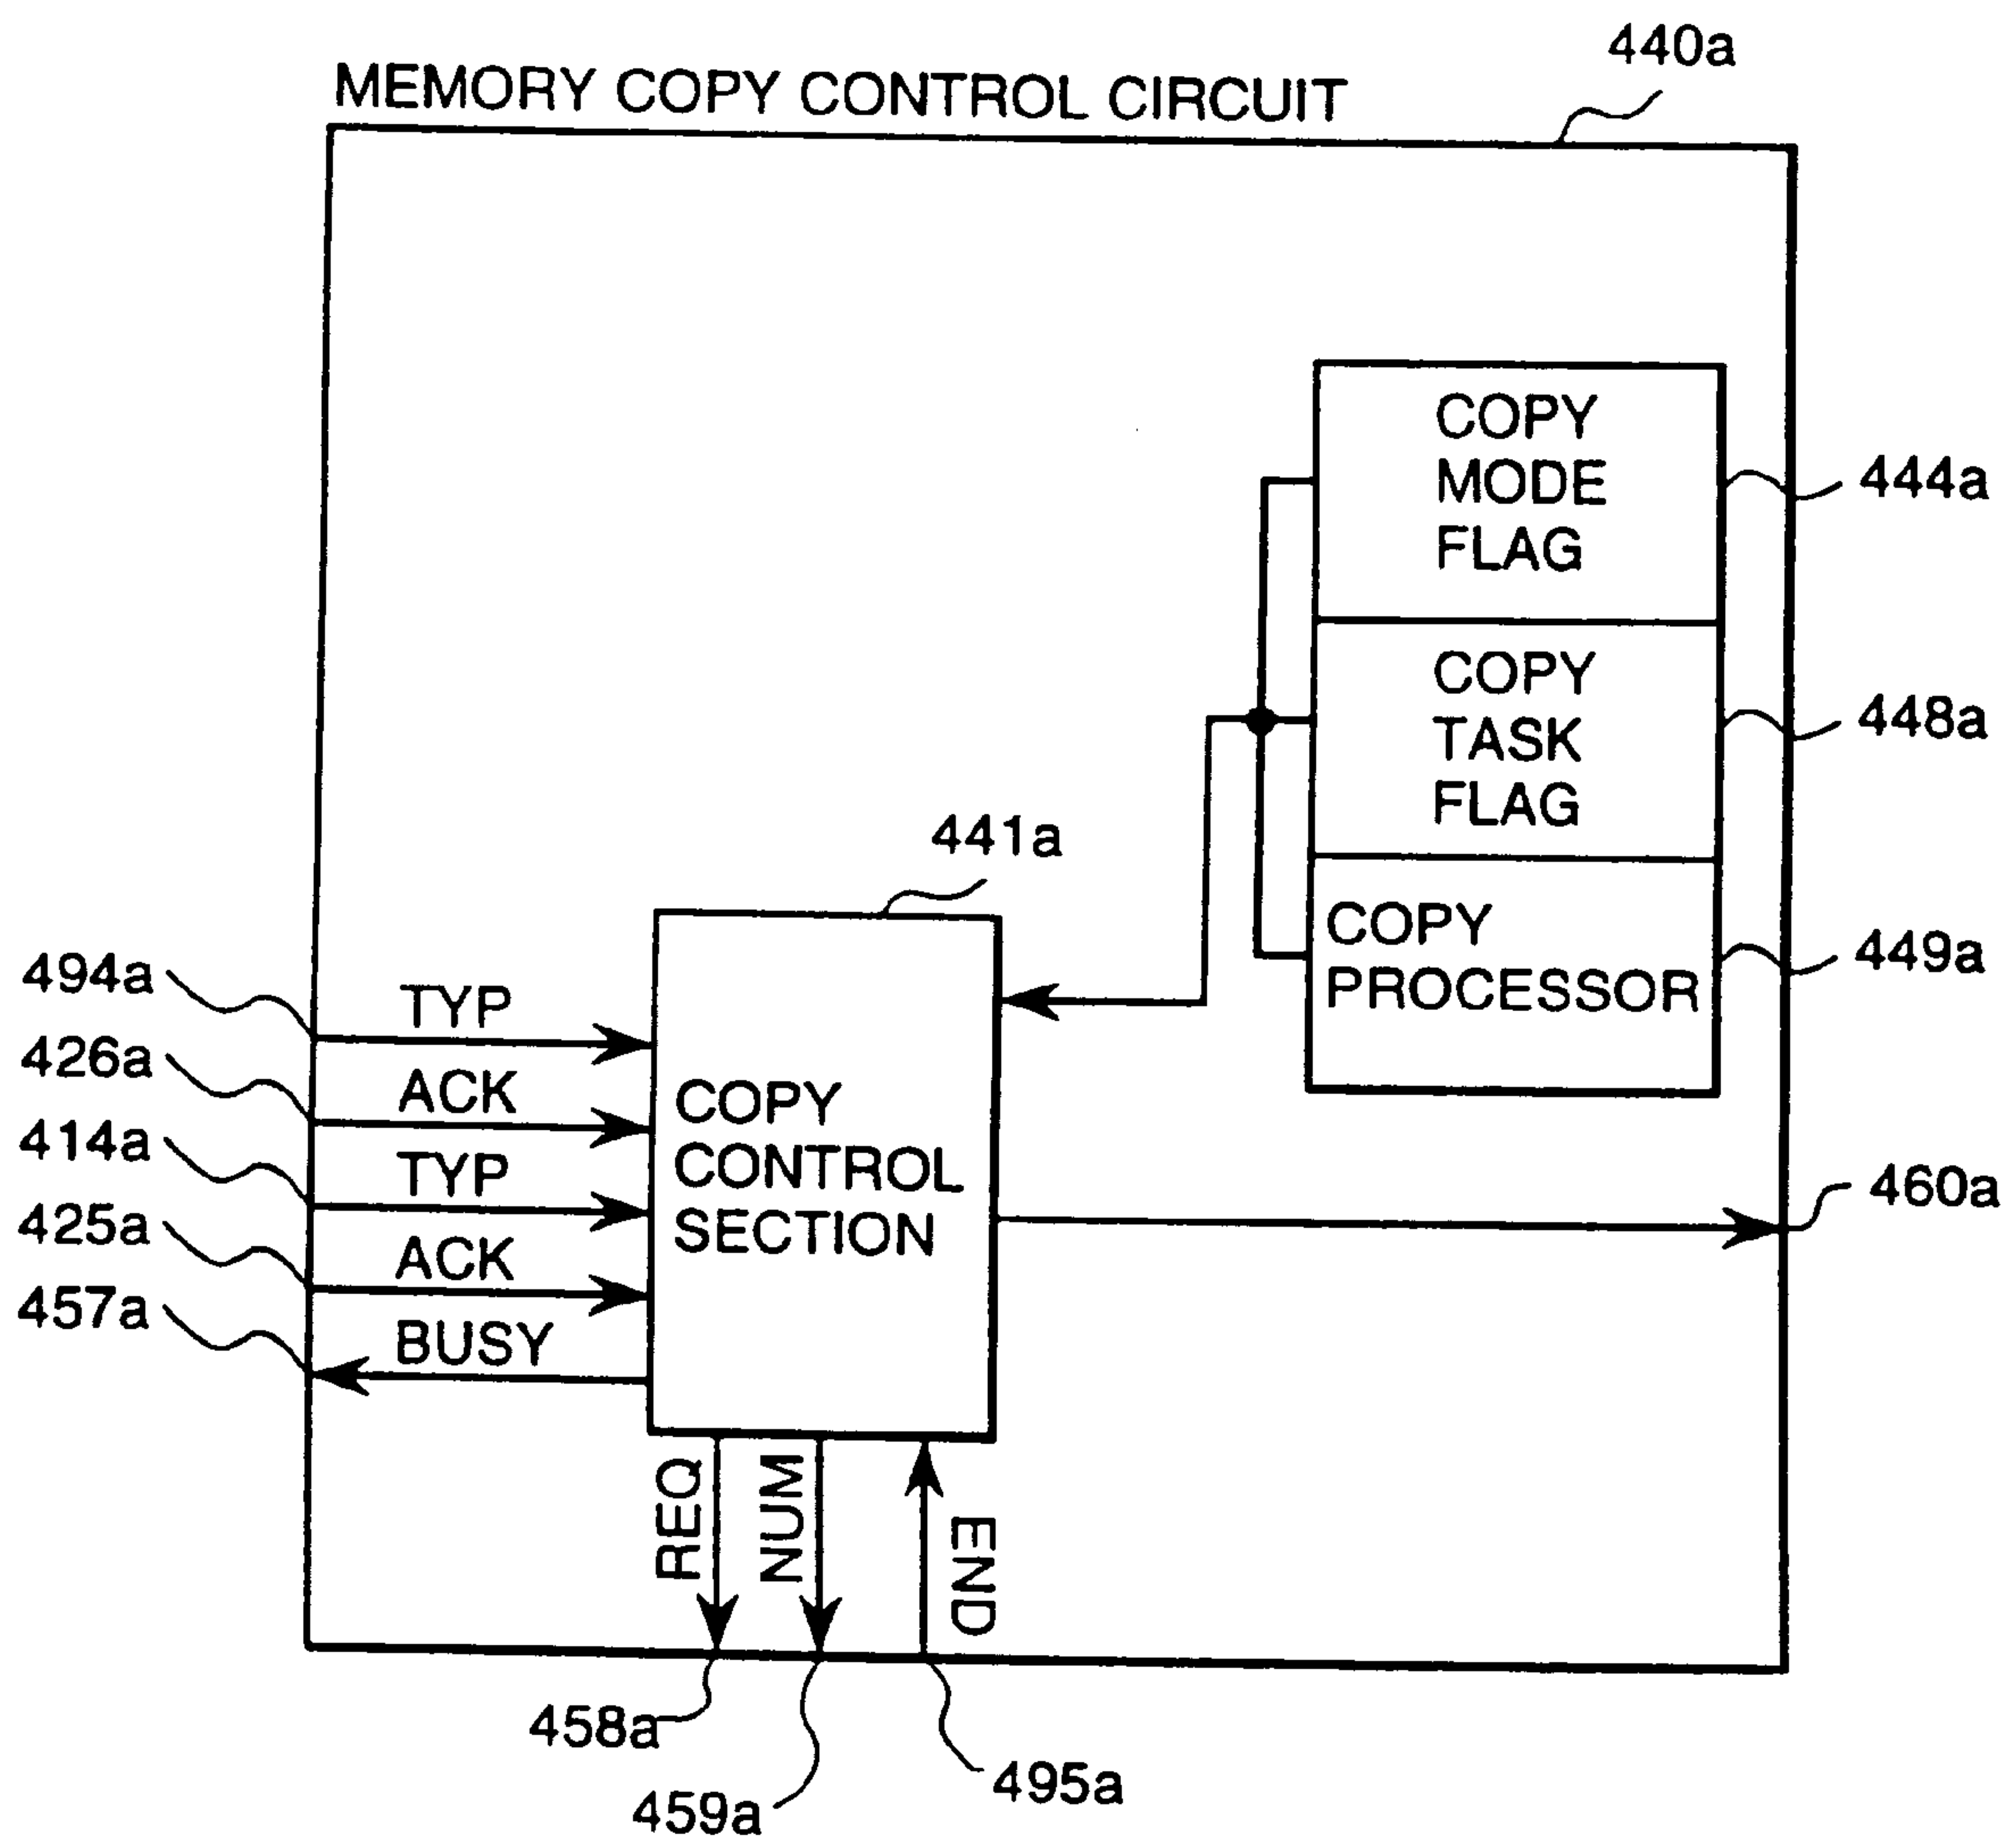 440a
MEMORY COPY CONTROL CIRCUIT
COPY
MODE
FLAG
444a
COPY
TASK
FLAG
448a
441a
COPY
PROCESSOR
449a
494a
TYP
426a
ACK
414a
TYP
425a
ACK
457a
BUSY
COPY
CONTROL
SECTION
460a
REQ
NUM
END
458a
459a
495a